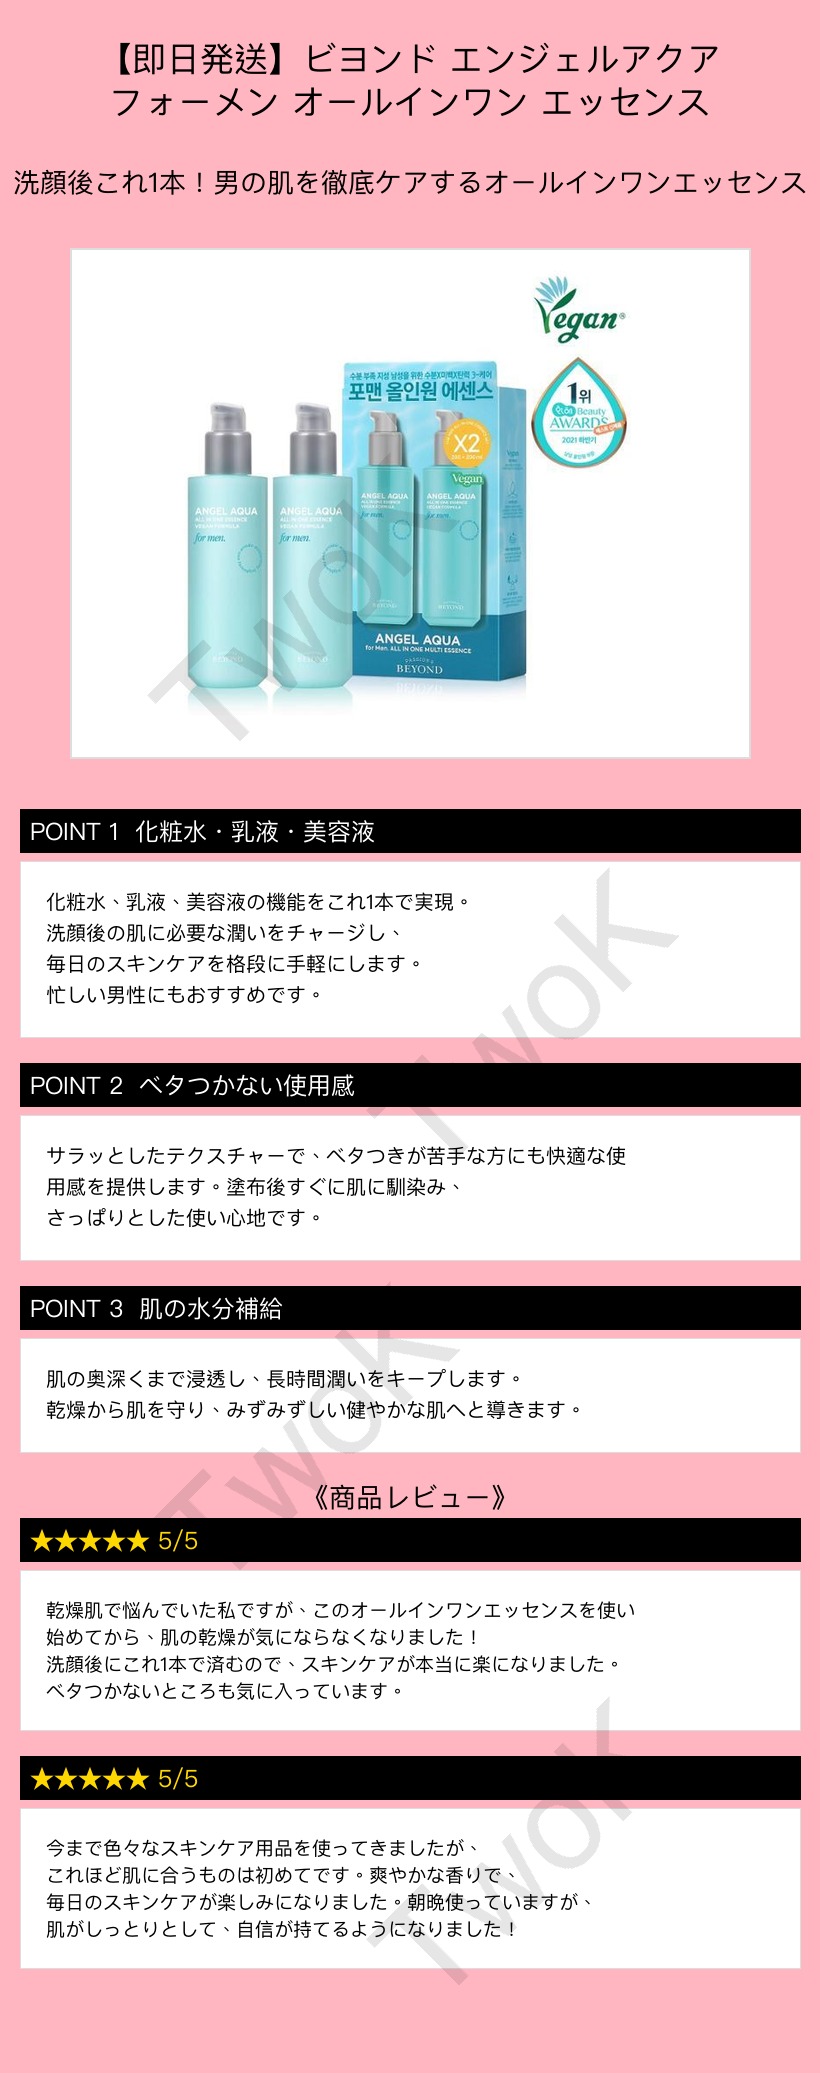 【即日発送】ビヨンド エンジェルアクア
フォーメン オールインワン エッセンス
洗顔後これ1本！男の肌を徹底ケアするオールインワンエッセンス
Vegan
1위
Beauty
AWARDS
2021 하반기
수분 부족 지성 남성을 위한 수분X미백X탄력 3-케어
포맨 올인원 에센스
X2
Vegan
ANGEL AQUA
ALL IN ONE ESSENCE
VEGAN FORMULA
for men.
BEYOND
ANGEL AQUA
ALL IN ONE ESSENCE
VEGAN FORMULA
for men.
BEYOND
ANGEL AQUA
ALL IN ONE ESSENCE
VEGAN FORMULA
for men.
BEYOND
ANGEL AQUA
ALL IN ONE ESSENCE
VEGAN FORMULA
for men.
BEYOND
ANGEL AQUA
for Men. ALL IN ONE MULTI ESSENCE
BEYOND
TwoK
POINT 1 化粧水・乳液・美容液
化粧水、乳液、美容液の機能をこれ1本で実現。
洗顔後の肌に必要な潤いをチャージし、
毎日のスキンケアを格段に手軽にします。
忙しい男性にもおすすめです。
TwoK
POINT 2 ベタつかない使用感
サラッとしたテクスチャーで、ベタつきが苦手な方にも快適な使
用感を提供します。塗布後すぐに肌に馴染み、
さっぱりとした使い心地です。
POINT 3 肌の水分補給
肌の奥深くまで浸透し、長時間潤いをキープします。
乾燥から肌を守り、みずみずしい健やかな肌へと導きます。
TwoK
《商品レビュー》
★★★★★ 5/5
乾燥肌で悩んでいた私ですが、このオールインワンエッセンスを使い
始めてから、肌の乾燥が気にならなくなりました！
洗顔後にこれ1本で済むので、スキンケアが本当に楽になりました。
ベタつかないところも気に入っています。
★★★★★ 5/5
今まで色々なスキンケア用品を使ってきましたが、
これほど肌に合うものは初めてです。爽やかな香りで、
毎日のスキンケアが楽しみになりました。朝晩使っていますが、
肌がしっとりとして、自信が持てるようになりました！
TwoK